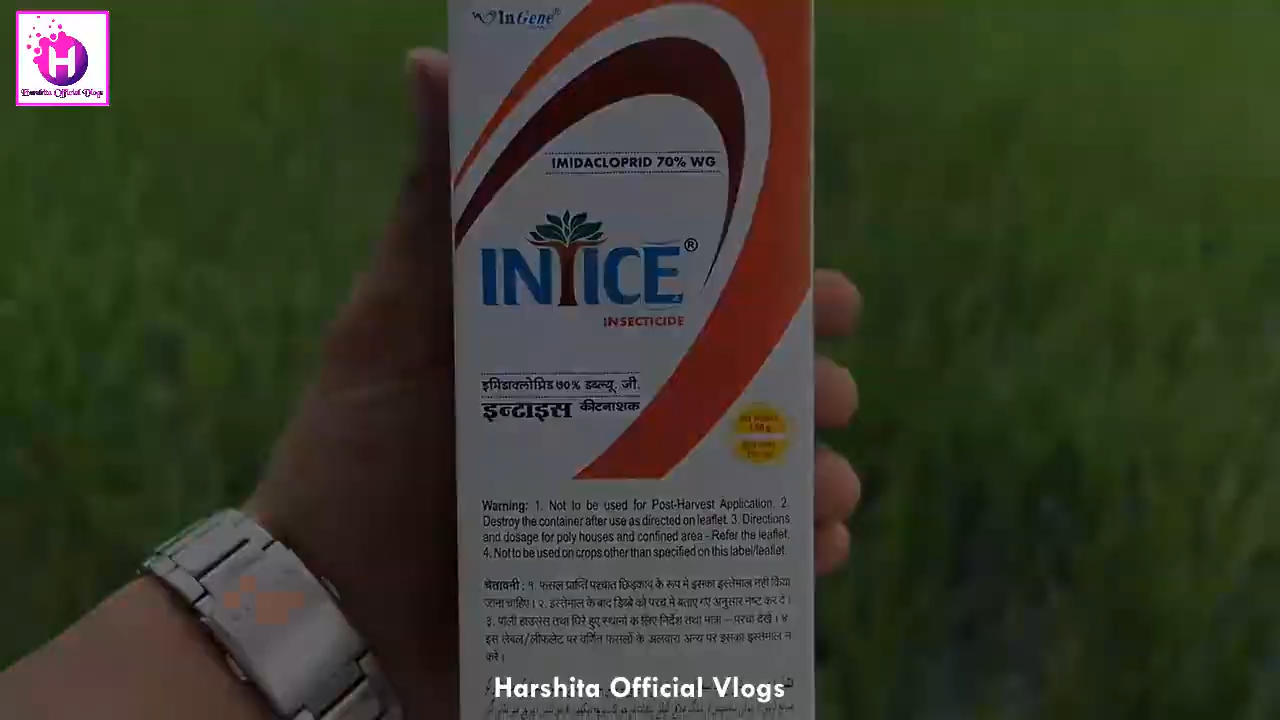 InGene®
H
Harshita Official Vlogs
IMIDACLOPRID 70% WG
INTICE®
INSECTICIDE
इमिडाक्लोप्रिड ७०% डब्ल्यू. जी.
इन्टाइस कीटनाशक
Warning: 1. Not to be used for Post-Harvest Application. 2.
Destroy the container after use as directed on leaflet. 3. Directions
and dosage for poly houses and confined area - Refer the leaflet.
4. Not to be used on crops other than specified on this label/leaflet.
चेतावनी : १. फसल प्राप्ति पश्चात छिड़काव के रूप में इसका इस्तेमाल नहीं किया
जाना चाहिए। २. इस्तेमाल के बाद डिब्बे को परचे में बताए गए अनुसार नष्ट कर दें।
३. पॉली हाऊसेस तथा घिरे हुए स्थानों के लिए निर्देश तथा मात्रा – परचा देखें। ४.
इस लेबल/लीफलेट पर वर्णित फसलों के अलवारा अन्य पर इसका इस्तेमाल न
करें।
Harshita Official Vlogs